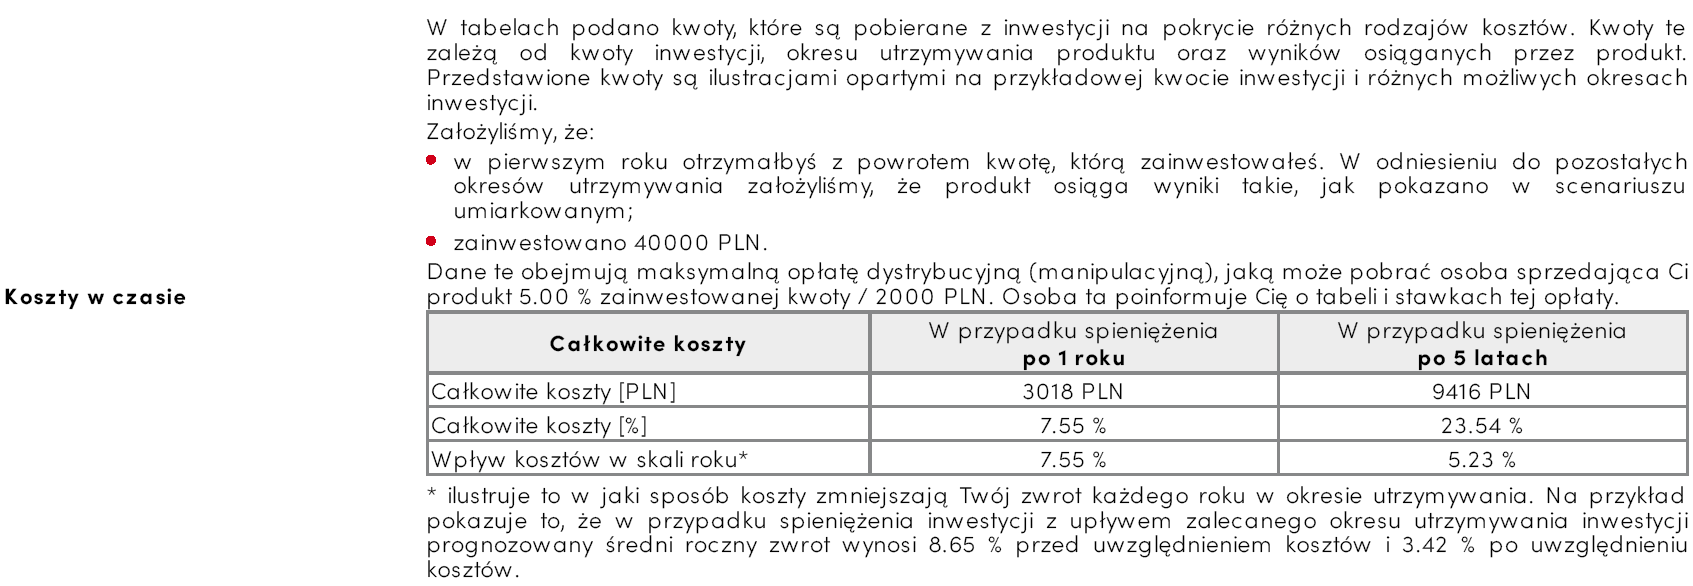 W tabelach podano kwoty, które są pobierane z inwestycji na pokrycie różnych rodzajów kosztów. Kwoty te
zależą od kwoty inwestycji, okresu utrzymywania produktu oraz wyników osiąganych przez produkt.
Przedstawione kwoty są ilustracjami opartymi na przykładowej kwocie inwestycji i różnych możliwych okresach
inwestycji.
Założyliśmy, że:
w pierwszym roku otrzymałbyś z powrotem kwotę, którą zainwestowałeś. W odniesieniu do pozostałych
okresów utrzymywania założyliśmy, że produkt osiąga wyniki takie, jak pokazano w scenariuszu
umiarkowanym;
zainwestowano 40000 PLN.
Dane te obejmują maksymalną opłatę dystrybucyjną (manipulacyjną), jaką może pobrać osoba sprzedająca Ci
Koszty w czasie
produkt 5.00 % zainwestowanej kwoty / 2000 PLN. Osoba ta poinformuje Cię o tabeli i stawkach tej opłaty.
Całkowite koszty
W przypadku spieniężenia
po 1 roku
W przypadku spieniężenia
po 5 latach
Całkowite koszty [PLN] 3018 PLN 9416 PLN
Całkowite koszty [%] 7.55 % 23.54 %
Wpływ kosztów w skali roku* 7.55 % 5.23 %
* ilustruje to w jaki sposób koszty zmniejszają Twój zwrot każdego roku w okresie utrzymywania. Na przykład
pokazuje to, że w przypadku spieniężenia inwestycji z upływem zalecanego okresu utrzymywania inwestycji
prognozowany średni roczny zwrot wynosi 8.65 % przed uwzględnieniem kosztów i 3.42 % po uwzględnieniu
kosztów.